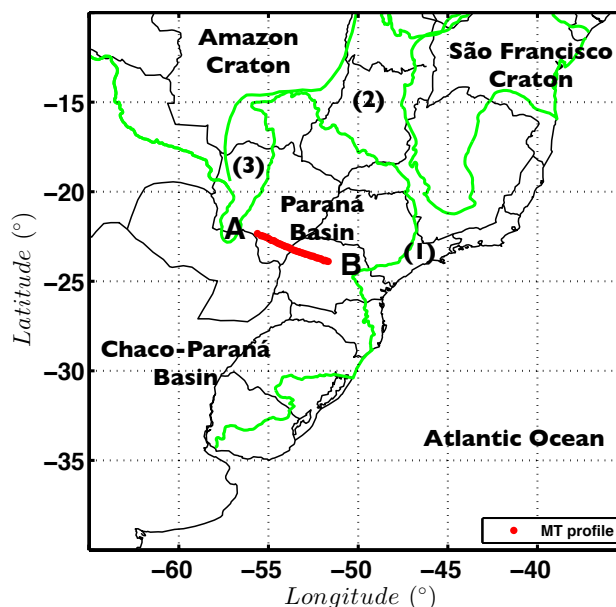 Amazon
Craton
São Francisco
Craton
(2)
(3)
A
Paraná
Basin
B
(1)
Chaco-Paraná
Basin
Atlantic Ocean
MT profile
−15
−20
−25
−30
−35
Latitude (°)
−60
−55
−50
−45
−40
Longitude (°)